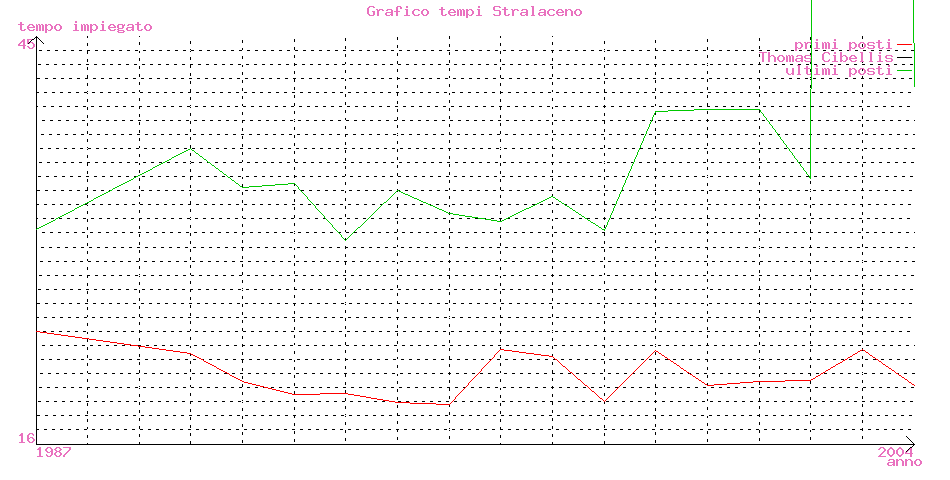 Grafico tempi Stralaceno
tempo impiegato
45
primi posti
Thomas Cibellis
ultimi posti
16
1987
2004
anno